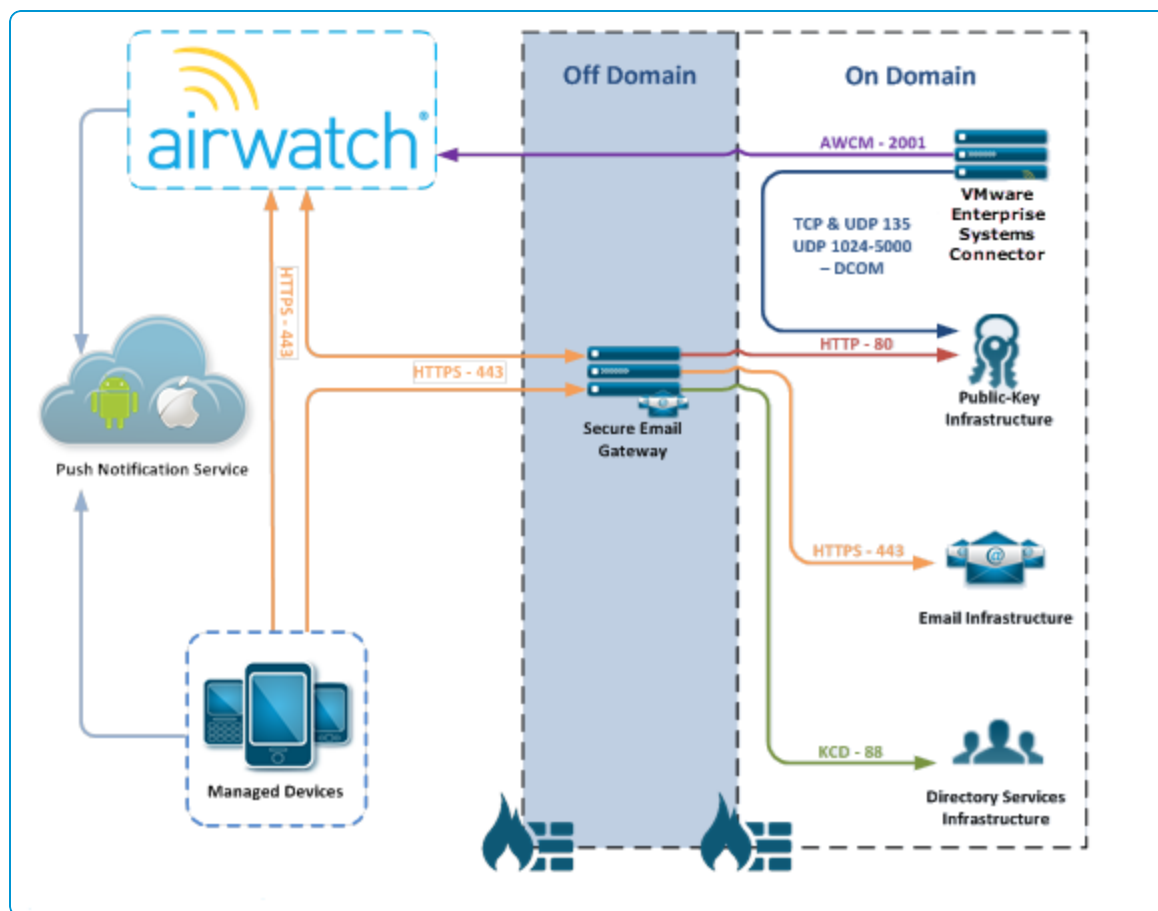 Off Domain
On Domain
airwatch®
AWCM - 2001
VMware
Enterprise
Systems
Connector
TCP & UDP 135
UDP 1024-5000
– DCOM
HTTPS - 443
HTTP - 80
HTTPS - 443
Public-Key
Infrastructure
Secure Email
Gateway
Push Notification Service
HTTPS - 443
@
Email Infrastructure
KCD - 88
Managed Devices
Directory Services
Infrastructure